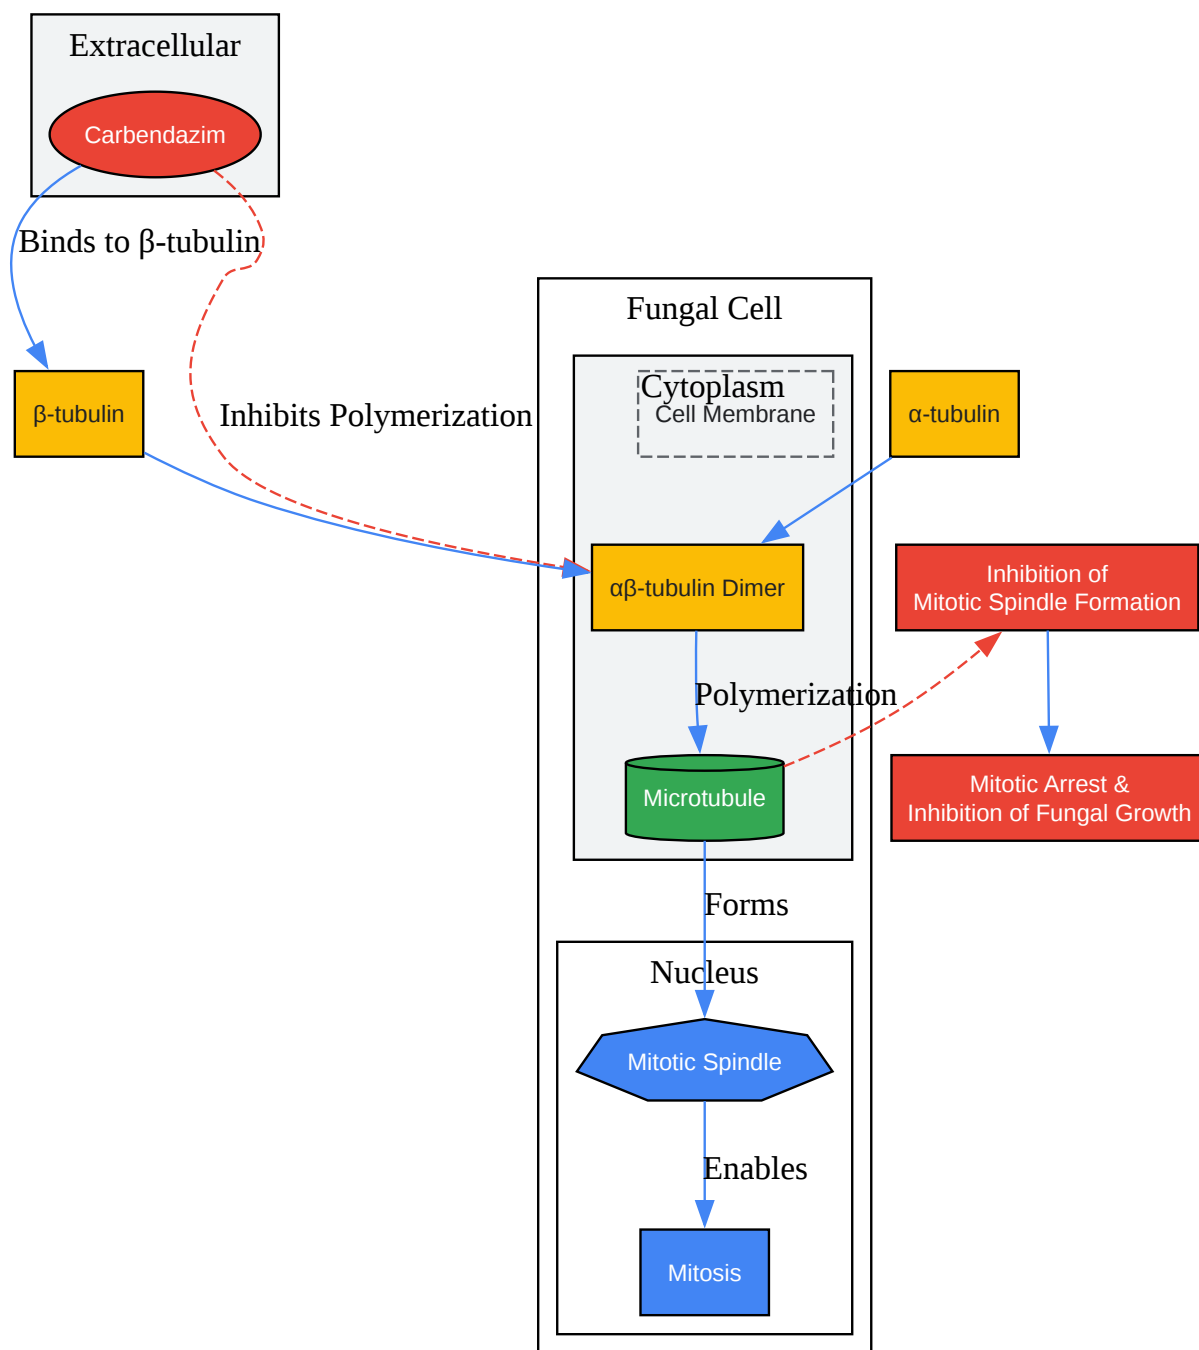 Extracellular
Carbendazim
Binds to β-tubulin
Fungal Cell
Cytoplasm
Cell Membrane
β-tubulin
Inhibits Polymerization
α-tubulin
αβ-tubulin Dimer
Inhibition of
Mitotic Spindle Formation
Polymerization
Microtubule
Mitotic Arrest &
Inhibition of Fungal Growth
Forms
Nucleus
Mitotic Spindle
Enables
Mitosis